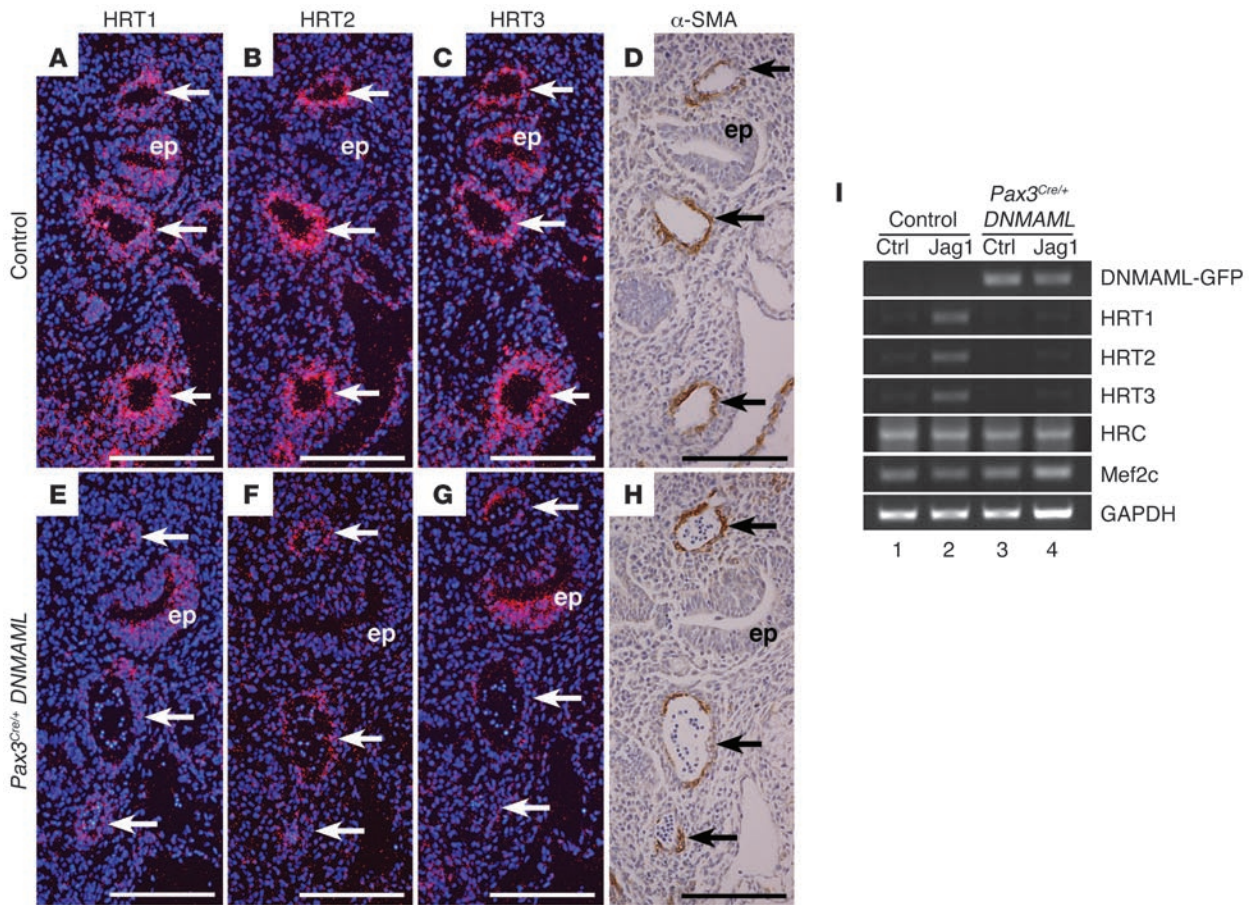 HRT1 HRT2 HRT3 α-SMA
A B C D
ep ep ep ep
Control
E F G H
ep ep ep ep
Pax3Cre/+ DNMAML
I
Pax3Cre/+
Control DNMAML
Ctrl Jag1 Ctrl Jag1
DNMAML-GFP
HRT1
HRT2
HRT3
HRC
Mef2c
GAPDH
1 2 3 4